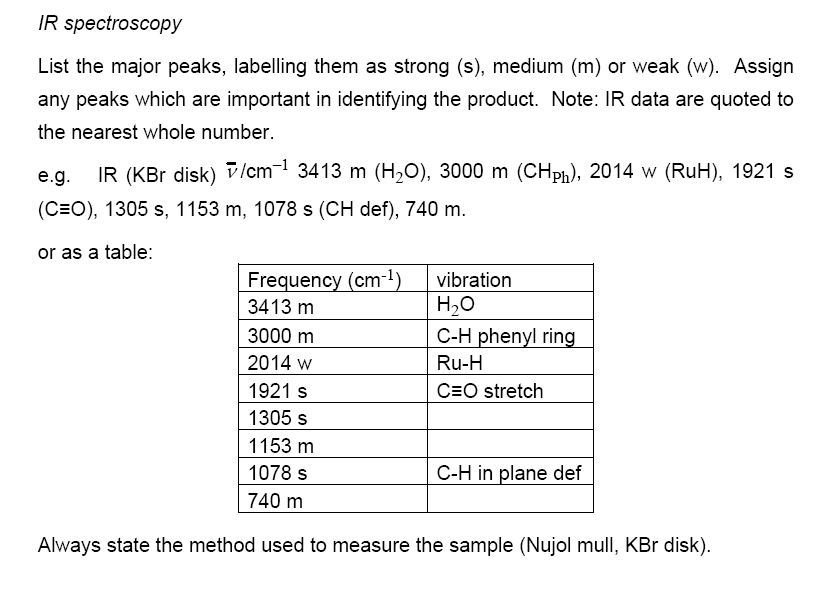 IR spectroscopy
List the major peaks, labelling them as strong (s), medium (m) or weak (w). Assign
any peaks which are important in identifying the product. Note: IR data are quoted to
the nearest whole number.
e.g. IR (KBr disk) ν̅/cm⁻¹ 3413 m (H₂O), 3000 m (CHPh), 2014 w (RuH), 1921 s
(C≡O), 1305 s, 1153 m, 1078 s (CH def), 740 m.
or as a table:
Frequency (cm⁻¹) vibration
3413 m H₂O
3000 m C-H phenyl ring
2014 w Ru-H
1921 s C≡O stretch
1305 s
1153 m
1078 s C-H in plane def
740 m
Always state the method used to measure the sample (Nujol mull, KBr disk).